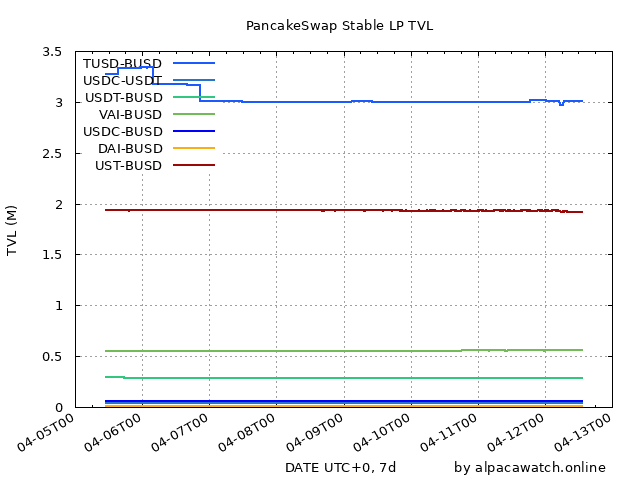 PancakeSwap Stable LP TVL
TVL (M)
3.5
3
2.5
2
1.5
1
0.5
0
TUSD-BUSD
USDC-USDT
USDT-BUSD
VAI-BUSD
USDC-BUSD
DAI-BUSD
UST-BUSD
04-05T00
04-06T00
04-07T00
04-08T00
04-09T00
04-10T00
04-11T00
04-12T00
04-13T00
DATE UTC+0, 7d
by alpacawatch.online